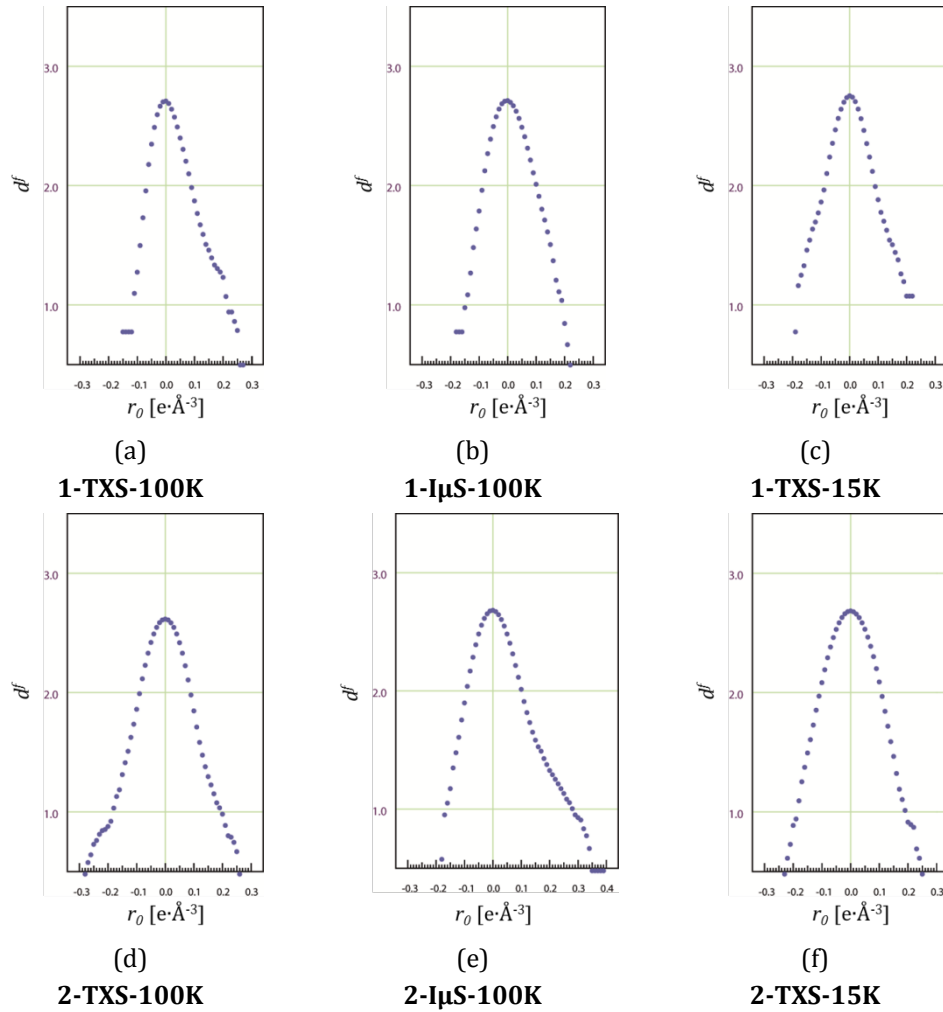 3.0 3.0 3.0
dᶠ 2.0 dᶠ 2.0 dᶠ 2.0
1.0 1.0 1.0
-0.3 -0.2 -0.1 0.0 0.1 0.2 0.3 -0.3 -0.2 -0.1 0.0 0.1 0.2 0.3 -0.3 -0.2 -0.1 0.0 0.1 0.2 0.3
r₀ [e·Å⁻³] r₀ [e·Å⁻³] r₀ [e·Å⁻³]
(a) (b) (c)
1-TXS-100K 1-IμS-100K 1-TXS-15K
3.0 3.0 3.0
dᶠ 2.0 dᶠ 2.0 dᶠ 2.0
1.0 1.0 1.0
-0.3 -0.2 -0.1 0.0 0.1 0.2 0.3 -0.3 -0.2 -0.1 0.0 0.1 0.2 0.3 0.4 -0.3 -0.2 -0.1 0.0 0.1 0.2 0.3
r₀ [e·Å⁻³] r₀ [e·Å⁻³] r₀ [e·Å⁻³]
(d) (e) (f)
2-TXS-100K 2-IμS-100K 2-TXS-15K